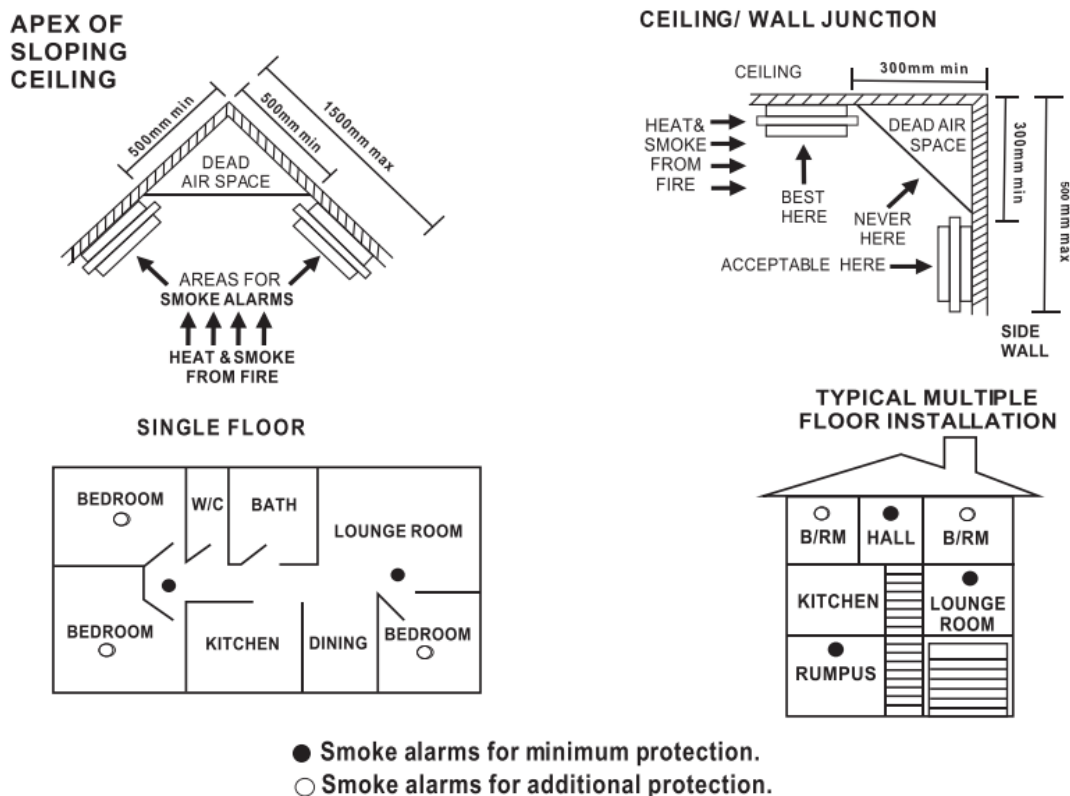 APEX OF
SLOPING
CEILING
500mm min
500mm min
1500mm max
DEAD
AIR SPACE
AREAS FOR
SMOKE ALARMS
HEAT & SMOKE
FROM FIRE
CEILING/ WALL JUNCTION
CEILING
300mm min
HEAT&
SMOKE
FROM
FIRE
DEAD AIR
SPACE
300mm min
500 mm max
BEST
HERE
NEVER
HERE
ACCEPTABLE HERE
SIDE
WALL
SINGLE FLOOR
BEDROOM
W/C
BATH
LOUNGE ROOM
BEDROOM
KITCHEN
DINING
BEDROOM
TYPICAL MULTIPLE
FLOOR INSTALLATION
B/RM
HALL
B/RM
KITCHEN
LOUNGE
ROOM
RUMPUS
Smoke alarms for minimum protection.
Smoke alarms for additional protection.